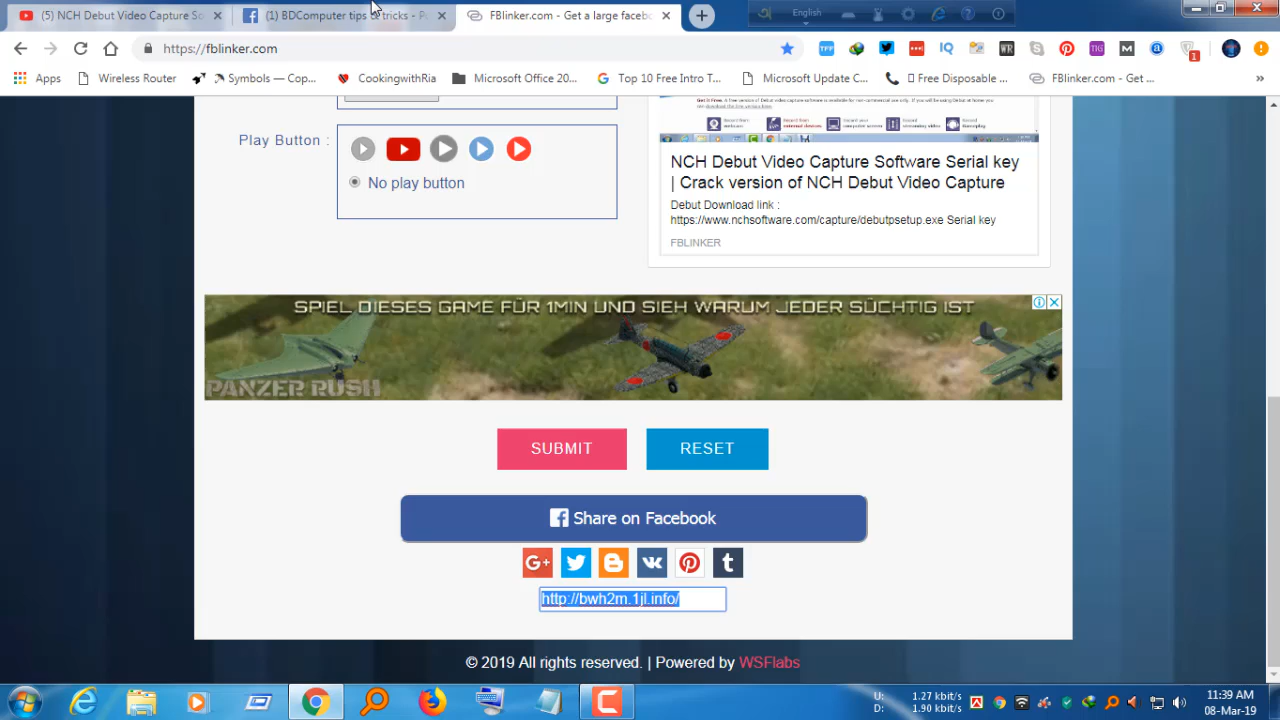 (5) NCH Debut Video Capture So
(1) BDComputer tips & tricks - Pu
FBlinker.com - Get a large facebo
English
https://fblinker.com
Apps
Wireless Router
Symbols — Cop...
CookingwithRia
Microsoft Office 20...
Top 10 Free Intro T...
Microsoft Update C...
Free Disposable ...
FBlinker.com - Get ...
»
Play Button :
No play button
NCH Debut Video Capture Software Serial key
| Crack version of NCH Debut Video Capture
Debut Download link :
https://www.nchsoftware.com/capture/debutpsetup.exe Serial key
FBLINKER
SPIEL DIESES GAME FÜR 1MIN UND SIEH WARUM JEDER SÜCHTIG IST
PANZER RUSH
SUBMIT
RESET
Share on Facebook
http://bwh2m.1jl.info/
© 2019 All rights reserved. | Powered by WSFlabs
U: 1.27 kbit/s
D: 1.90 kbit/s
11:39 AM
08-Mar-19